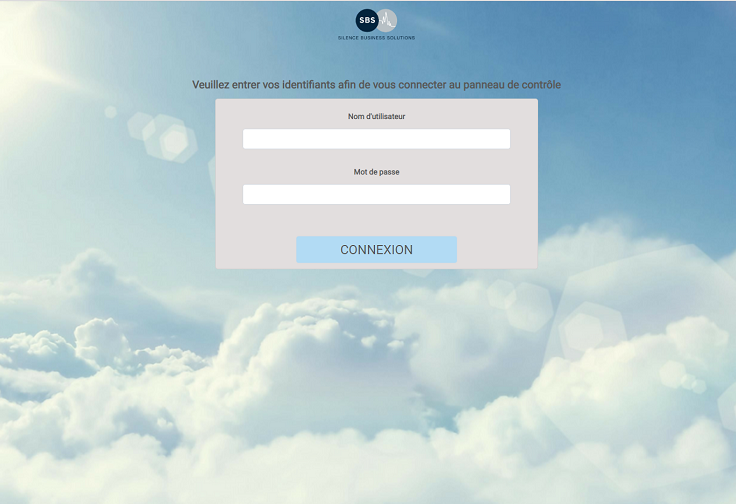 SBS
SILENCE BUSINESS SOLUTIONS
Veuillez entrer vos identifiants afin de vous connecter au panneau de contrôle
Nom d'utilisateur
Mot de passe
CONNEXION